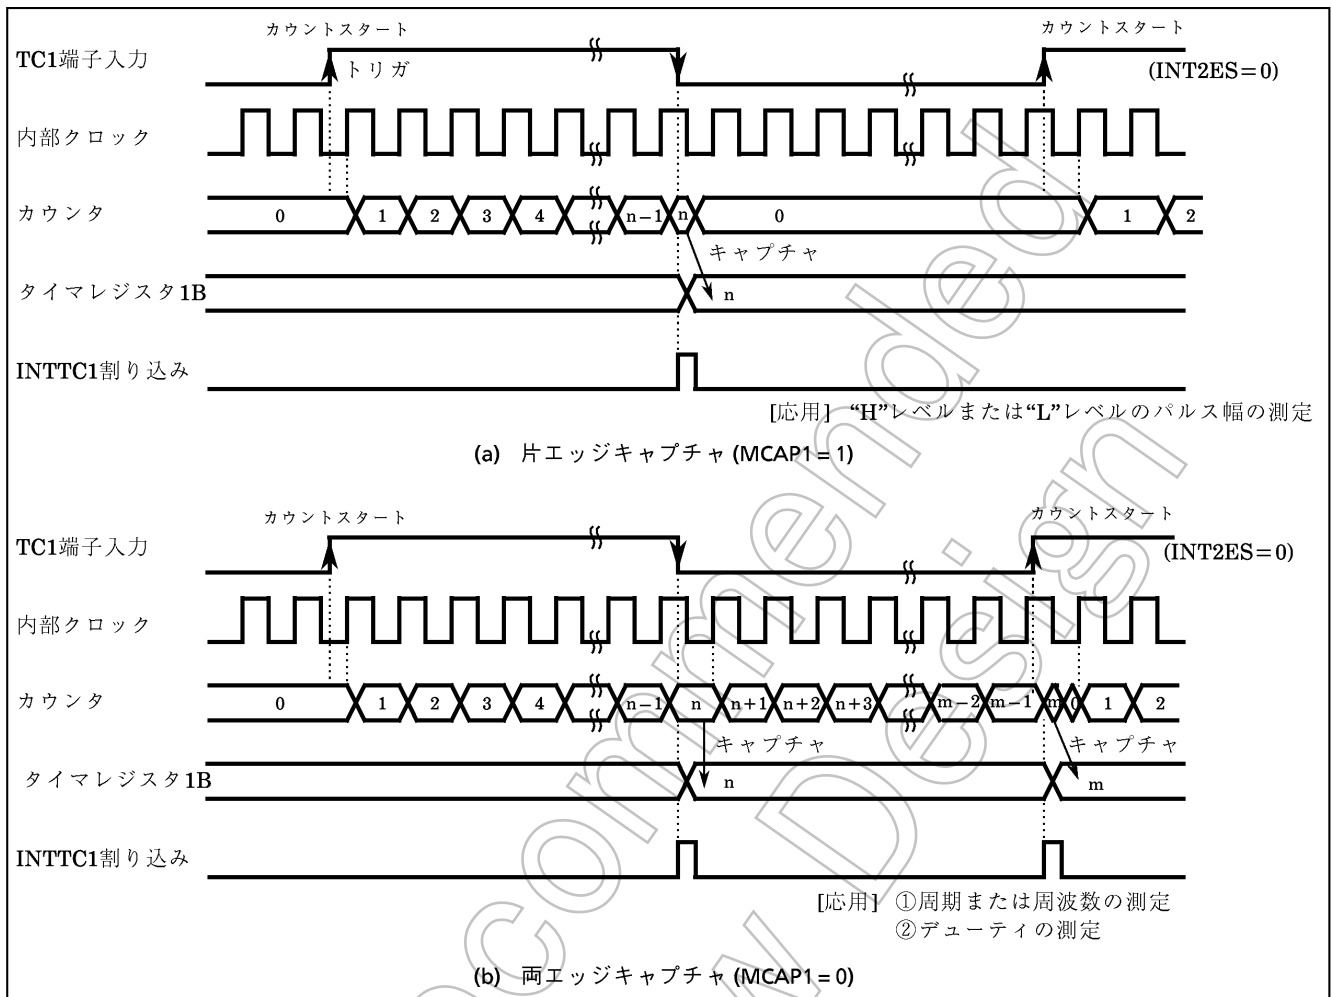 カウントスタート
カウントスタート
TC1端子入力
トリガ
(INT2ES=0)
内部クロック
カウンタ
0 1 2 3 4 n-1 n 0 1 2
キャプチャ
タイマレジスタ1B
n
INTTC1割り込み
[応用] “H”レベルまたは“L”レベルのパルス幅の測定
(a) 片エッジキャプチャ (MCAP1 = 1)
カウントスタート
カウントスタート
TC1端子入力
(INT2ES=0)
内部クロック
カウンタ
0 1 2 3 4 n-1 n n+1 n+2 n+3 m-2 m-1 m 0 1 2
キャプチャ
キャプチャ
タイマレジスタ1B
n
m
INTTC1割り込み
[応用] ①周期または周波数の測定
②デューティの測定
(b) 両エッジキャプチャ (MCAP1 = 0)
commended
w Design